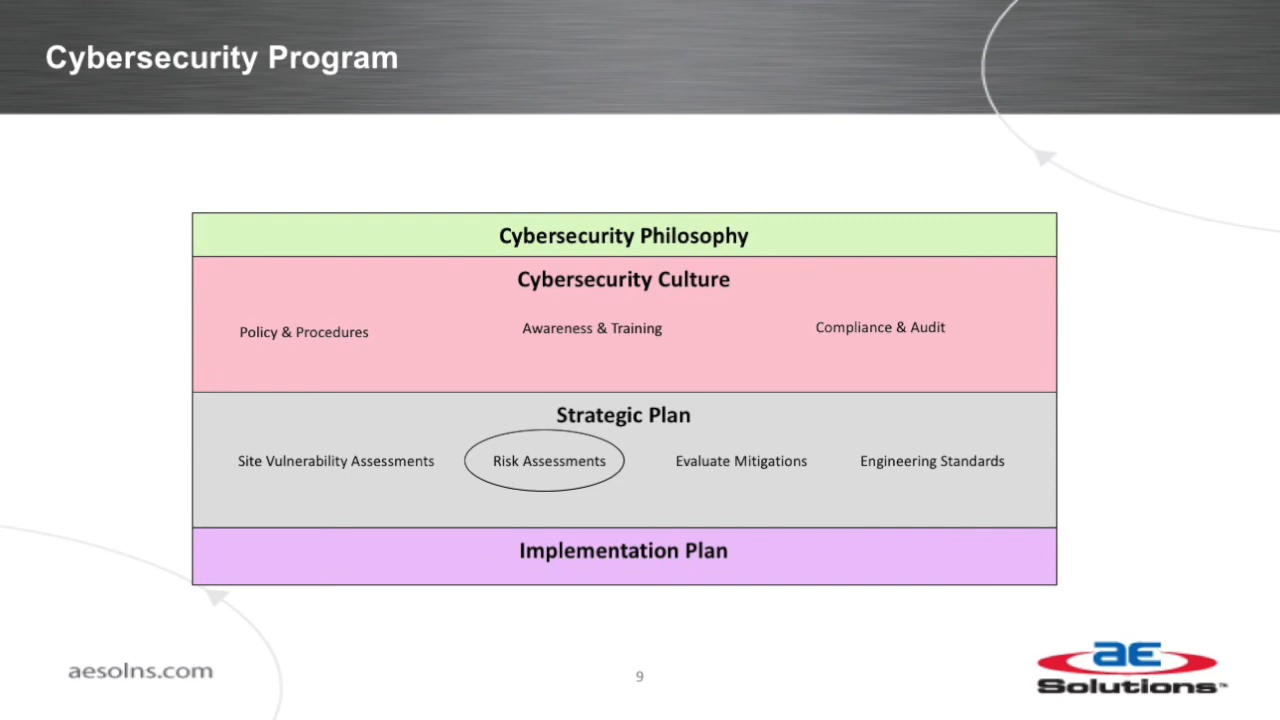 Cybersecurity Program
Cybersecurity Philosophy
Cybersecurity Culture
Policy & Procedures
Awareness & Training
Compliance & Audit
Strategic Plan
Site Vulnerability Assessments
Risk Assessments
Evaluate Mitigations
Engineering Standards
Implementation Plan
aesolns.com
9
ae
Solutions™